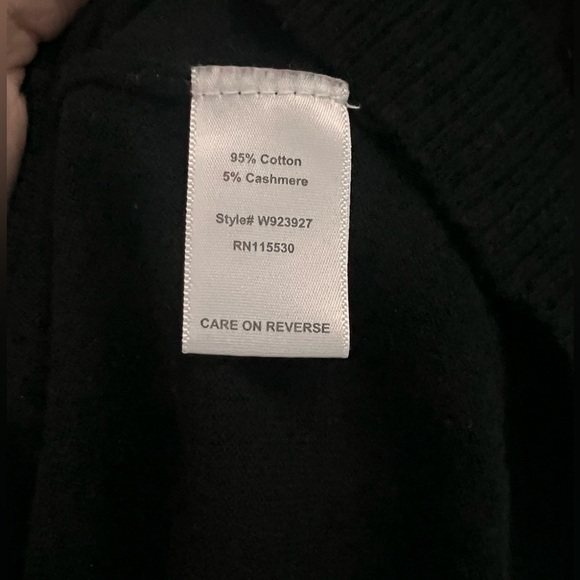 95% Cotton
5% Cashmere
Style# W923927
RN115530
CARE ON REVERSE